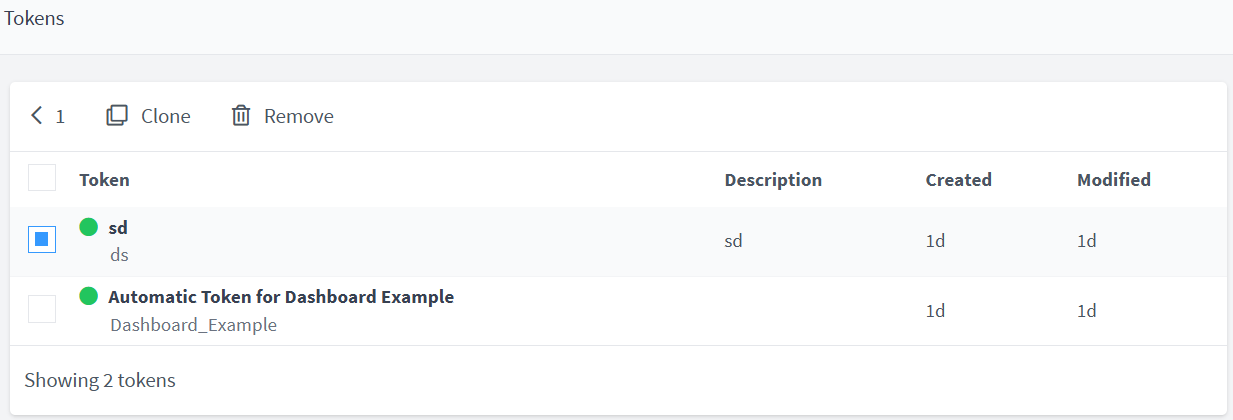 Tokens
1 Clone Remove
Token Description Created Modified
sd
ds sd 1d 1d
Automatic Token for Dashboard Example
Dashboard_Example 1d 1d
Showing 2 tokens